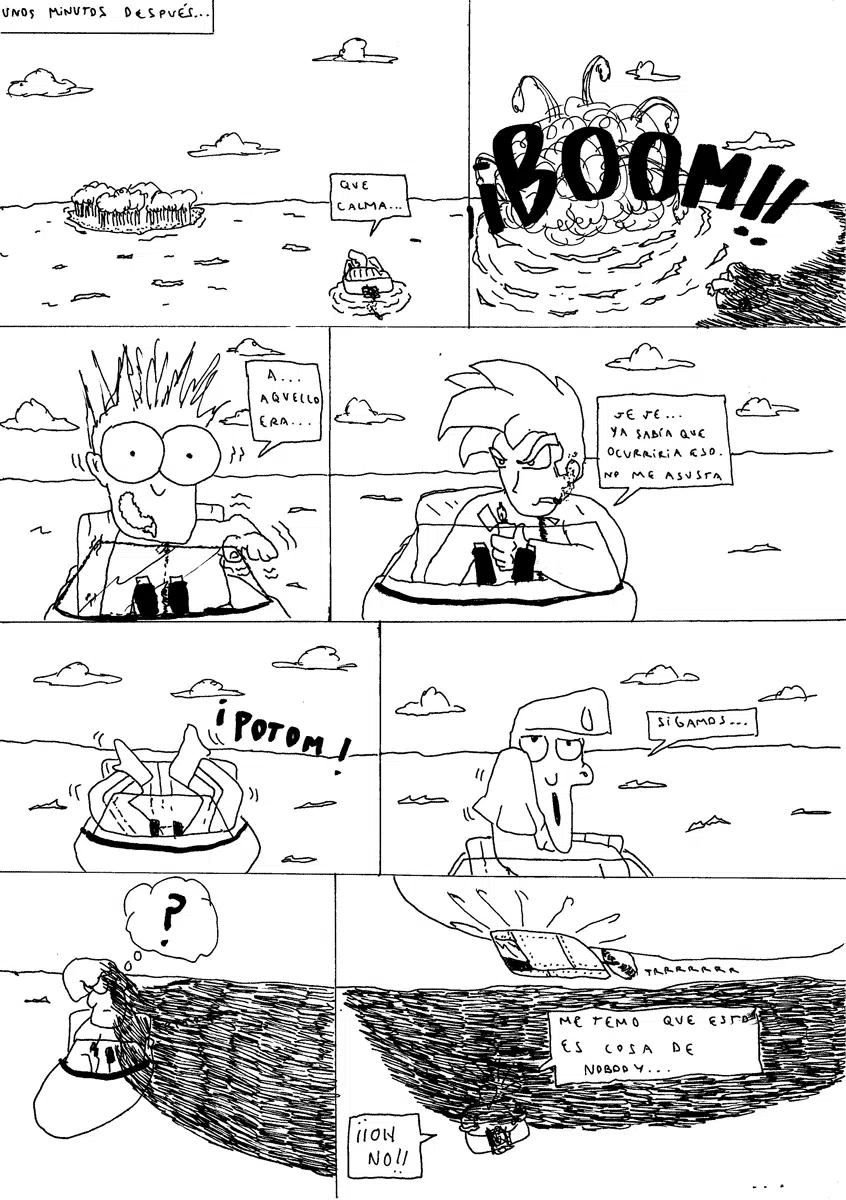 UNOS MINUTOS DESPUÉS...
QUE
CALMA...
¡BOOM!!
A...
AQUELLO
ERA...
JE JE...
YA SABÍA QUE
OCURRIRIA ESO.
NO ME ASUSTA
¡POTOM!
SIGAMOS...
?
TRRRRRRR
ME TEMO QUE ESTO
ES COSA DE
NOBODY...
¡¡OH
NO!!
...